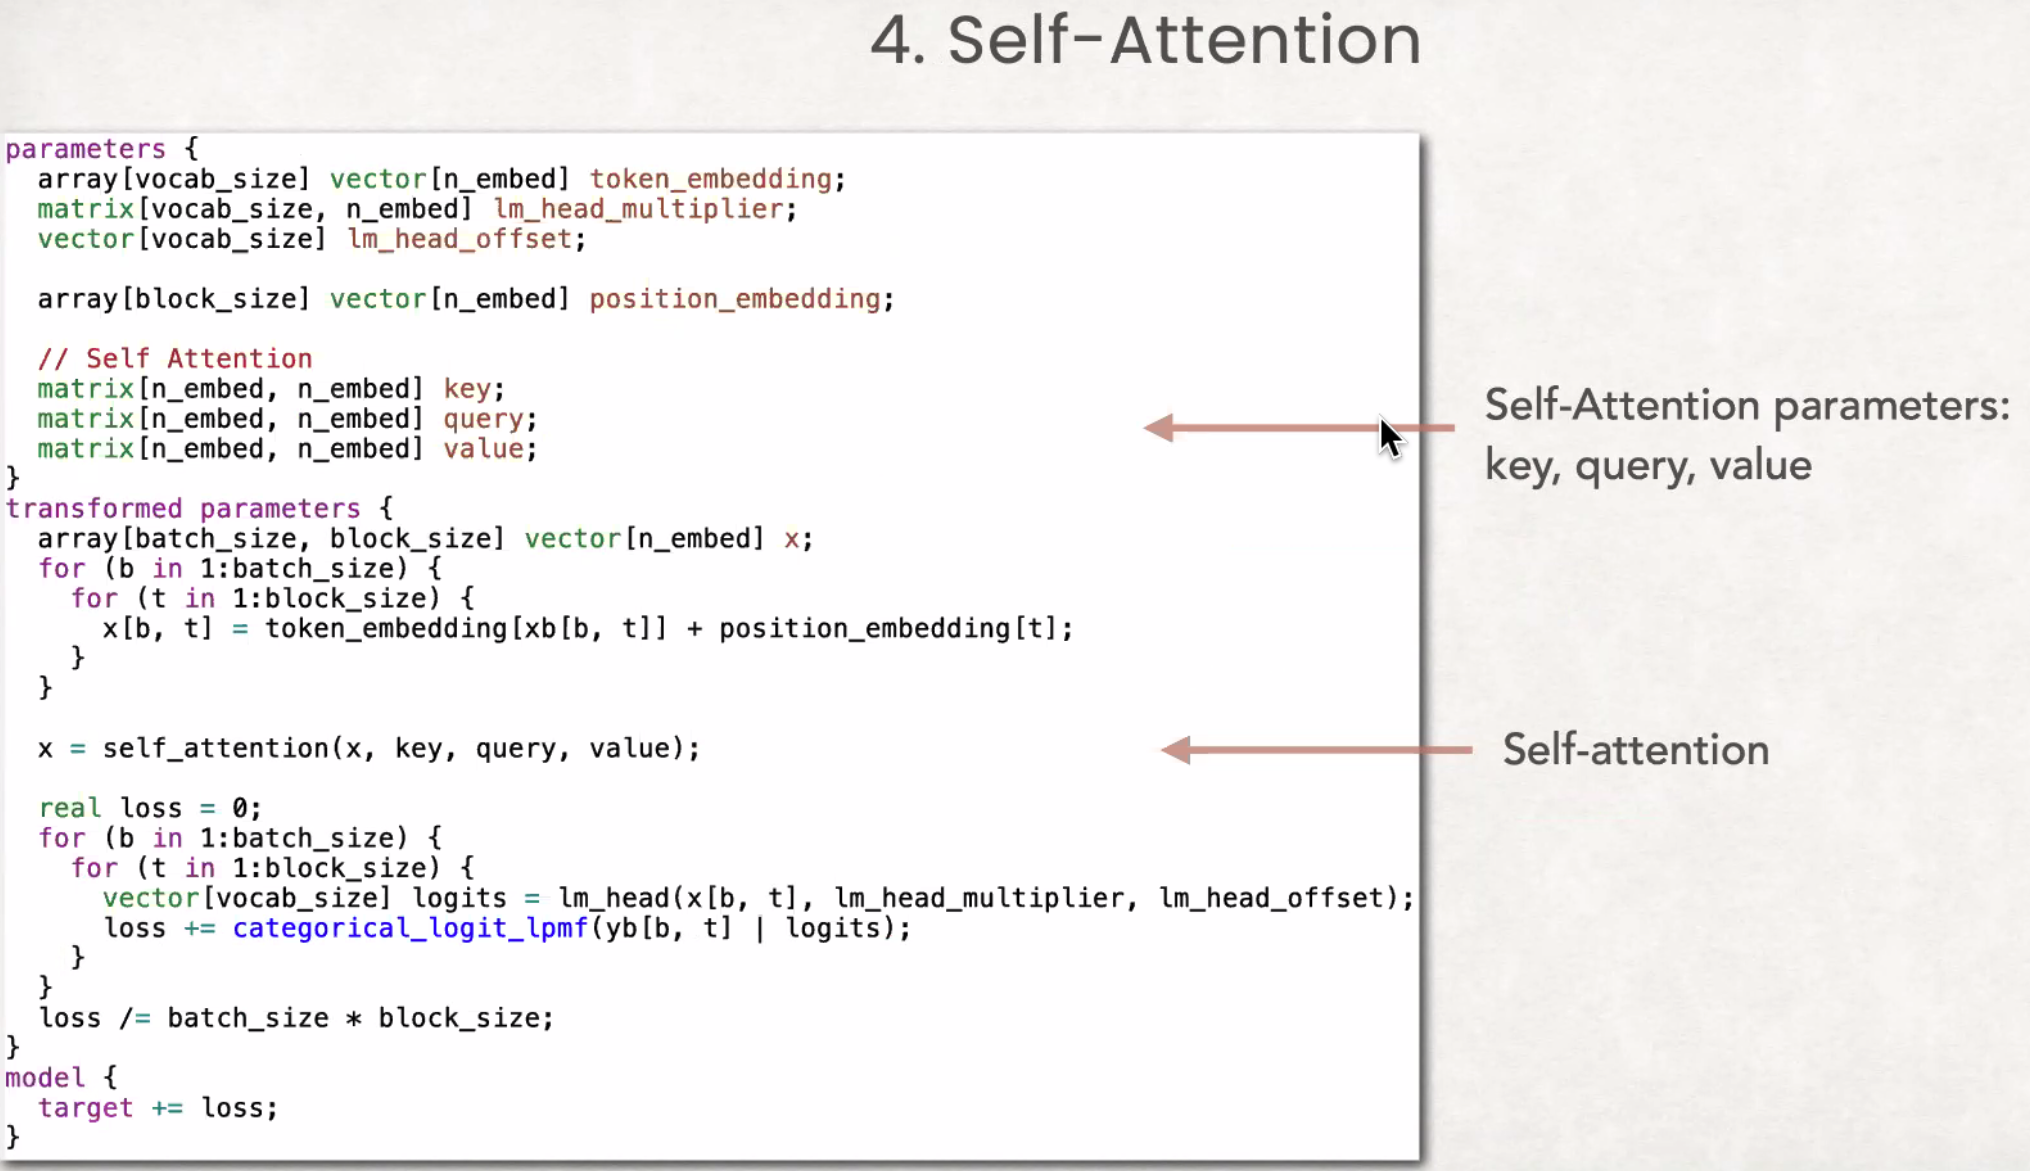 4. Self-Attention
parameters {
  array[vocab_size] vector[n_embed] token_embedding;
  matrix[vocab_size, n_embed] lm_head_multiplier;
  vector[vocab_size] lm_head_offset;

  array[block_size] vector[n_embed] position_embedding;

  // Self Attention
  matrix[n_embed, n_embed] key;
  matrix[n_embed, n_embed] query;
  matrix[n_embed, n_embed] value;
}
Self-Attention parameters:
key, query, value
transformed parameters {
  array[batch_size, block_size] vector[n_embed] x;
  for (b in 1:batch_size) {
    for (t in 1:block_size) {
      x[b, t] = token_embedding[xb[b, t]] + position_embedding[t];
    }
  }

  x = self_attention(x, key, query, value);
Self-attention

  real loss = 0;
  for (b in 1:batch_size) {
    for (t in 1:block_size) {
      vector[vocab_size] logits = lm_head(x[b, t], lm_head_multiplier, lm_head_offset);
      loss += categorical_logit_lpmf(yb[b, t] | logits);
    }
  }
  loss /= batch_size * block_size;
}
model {
  target += loss;
}